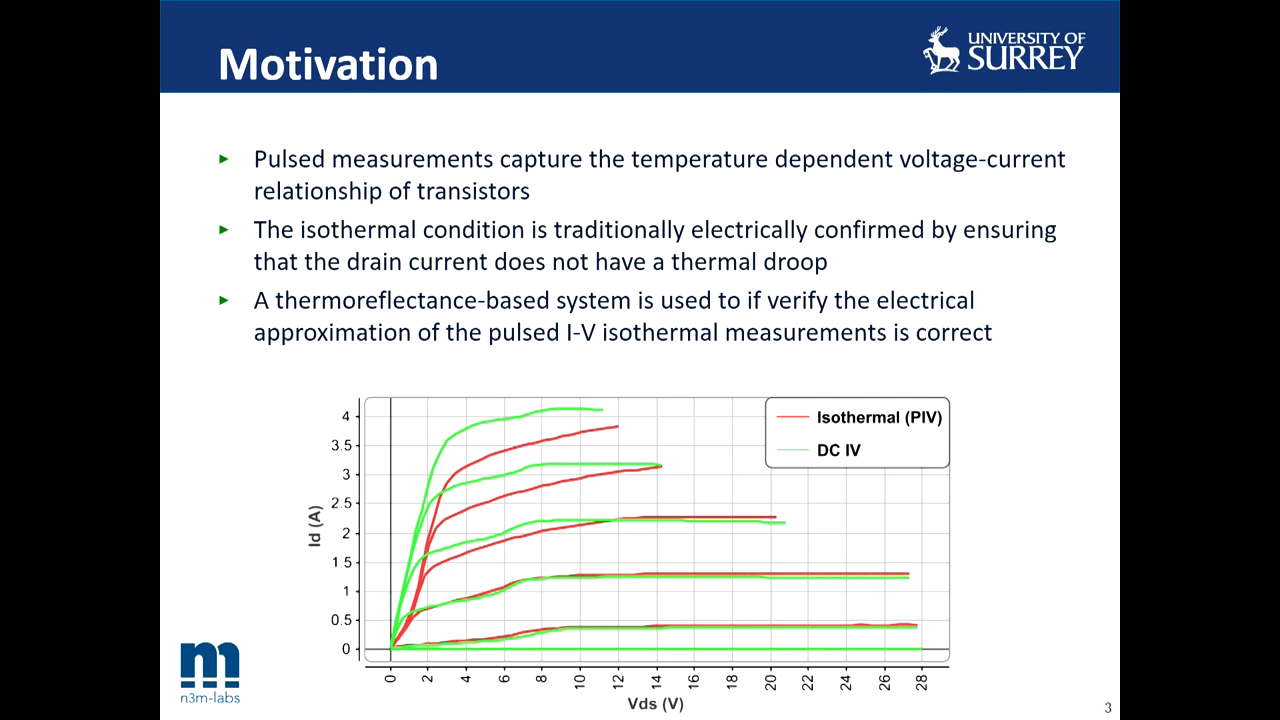 Motivation
UNIVERSITY OF
SURREY
Pulsed measurements capture the temperature dependent voltage-current
relationship of transistors
The isothermal condition is traditionally electrically confirmed by ensuring
that the drain current does not have a thermal droop
A thermoreflectance-based system is used to if verify the electrical
approximation of the pulsed I-V isothermal measurements is correct
Isothermal (PIV)
DC IV
Id (A)
4
3.5
3
2.5
2
1.5
1
0.5
0
0 2 4 6 8 10 12 14 16 18 20 22 24 26 28
Vds (V)
m
n3m-labs
3